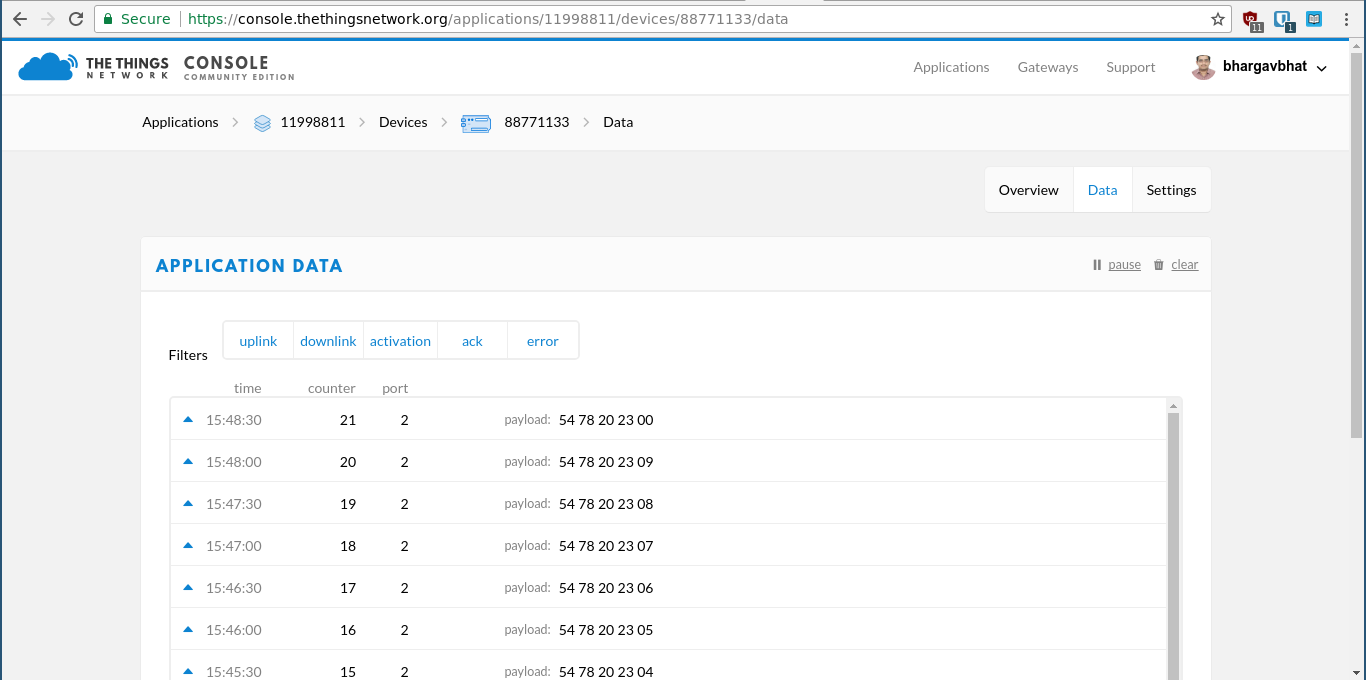 Secure https://console.thethingsnetwork.org/applications/11998811/devices/88771133/data
11
1
THE THINGS
NETWORK
CONSOLE
COMMUNITY EDITION
Applications Gateways Support bhargavbhat
Applications 11998811 Devices 88771133 Data
Overview Data Settings
APPLICATION DATA pause clear
Filters uplink downlink activation ack error
time counter port
15:48:30 21 2 payload: 54 78 20 23 00
15:48:00 20 2 payload: 54 78 20 23 09
15:47:30 19 2 payload: 54 78 20 23 08
15:47:00 18 2 payload: 54 78 20 23 07
15:46:30 17 2 payload: 54 78 20 23 06
15:46:00 16 2 payload: 54 78 20 23 05
15:45:30 15 2 payload: 54 78 20 23 04